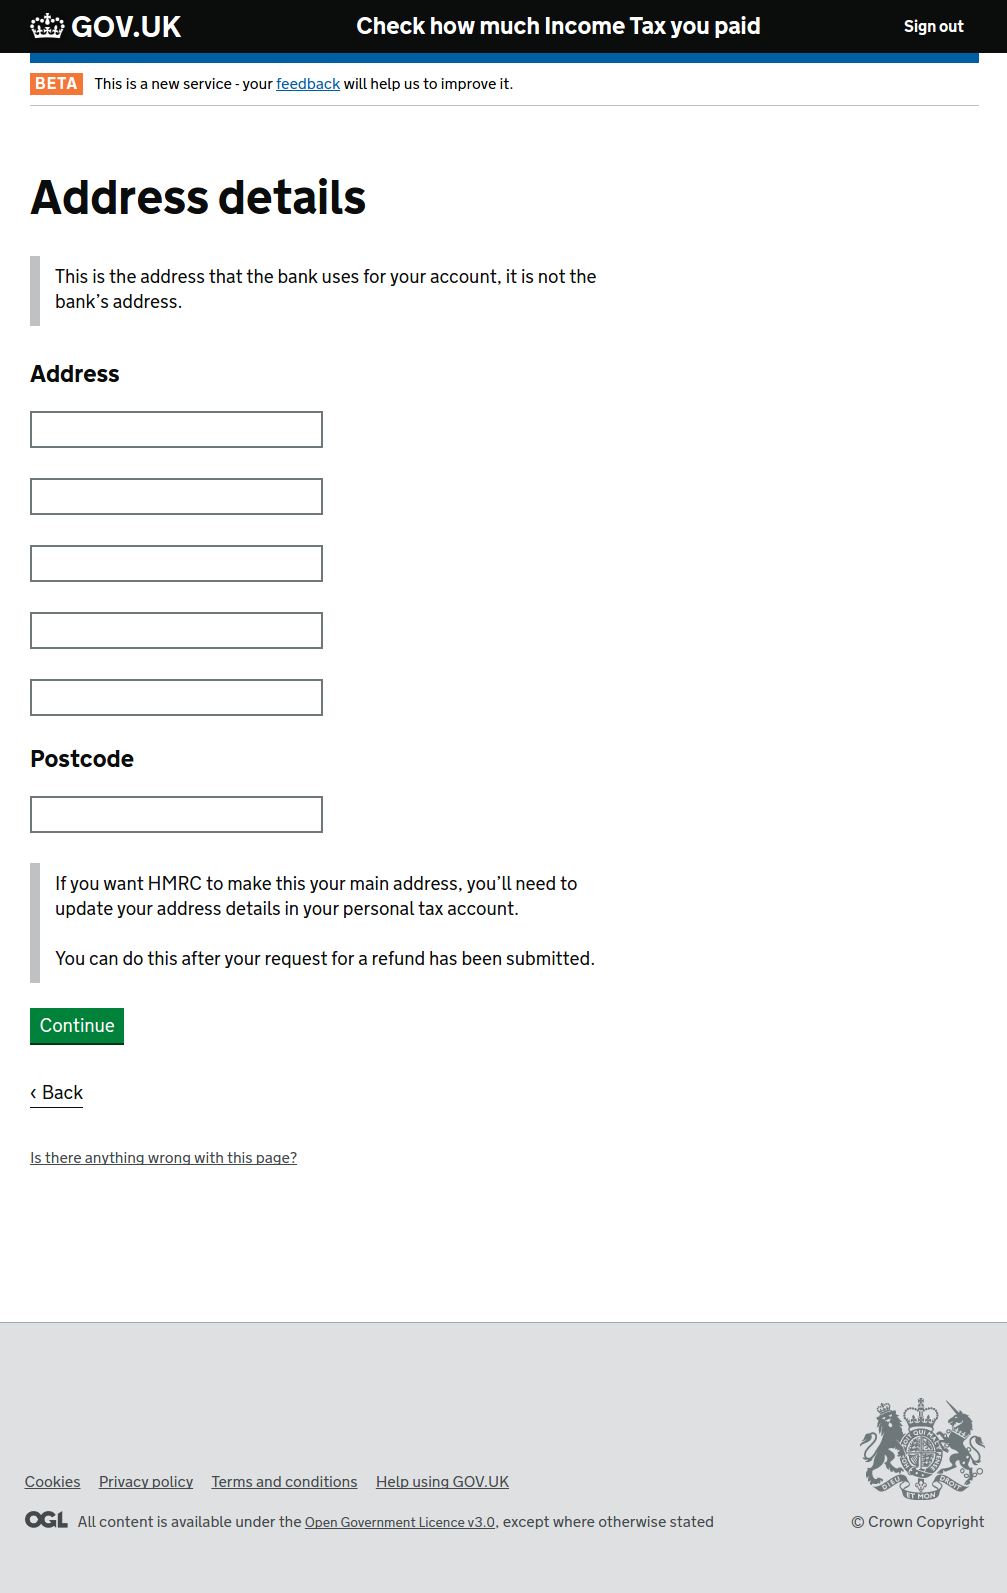 GOV.UK Check how much Income Tax you paid Sign out
BETA This is a new service - your feedback will help us to improve it.
Address details
This is the address that the bank uses for your account, it is not the
bank’s address.
Address
Postcode
If you want HMRC to make this your main address, you’ll need to
update your address details in your personal tax account.
You can do this after your request for a refund has been submitted.
Continue
‹ Back
Is there anything wrong with this page?
Cookies Privacy policy Terms and conditions Help using GOV.UK
OGL All content is available under the Open Government Licence v3.0, except where otherwise stated
DIEU ET MON DROIT
© Crown Copyright